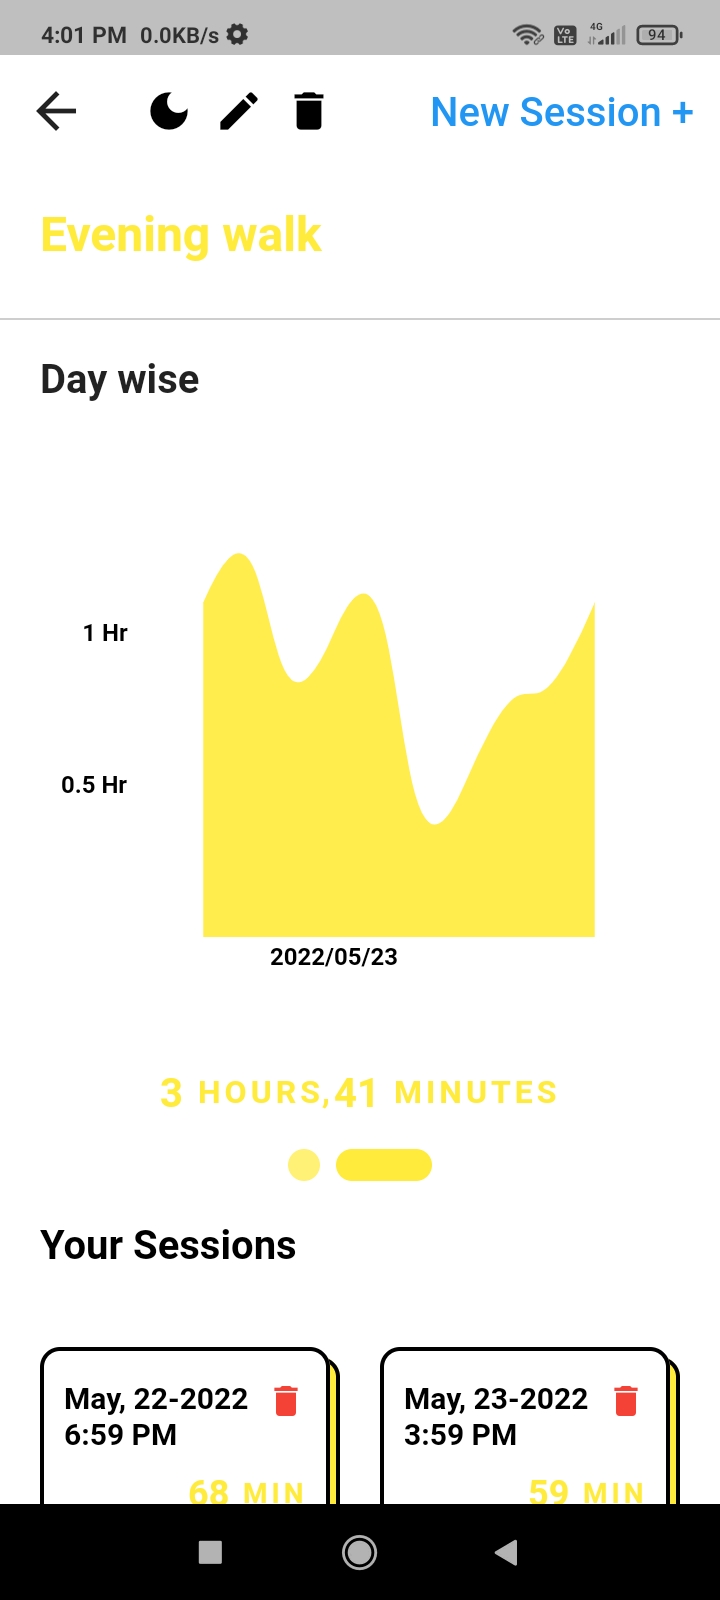 4:01 PM 0.0KB/s Vo LTE 4G 94
New Session +
Evening walk
Day wise
1 Hr
0.5 Hr
2022/05/23
3 HOURS,41 MINUTES
Your Sessions
May, 22-2022
6:59 PM
68 MIN
May, 23-2022
3:59 PM
59 MIN